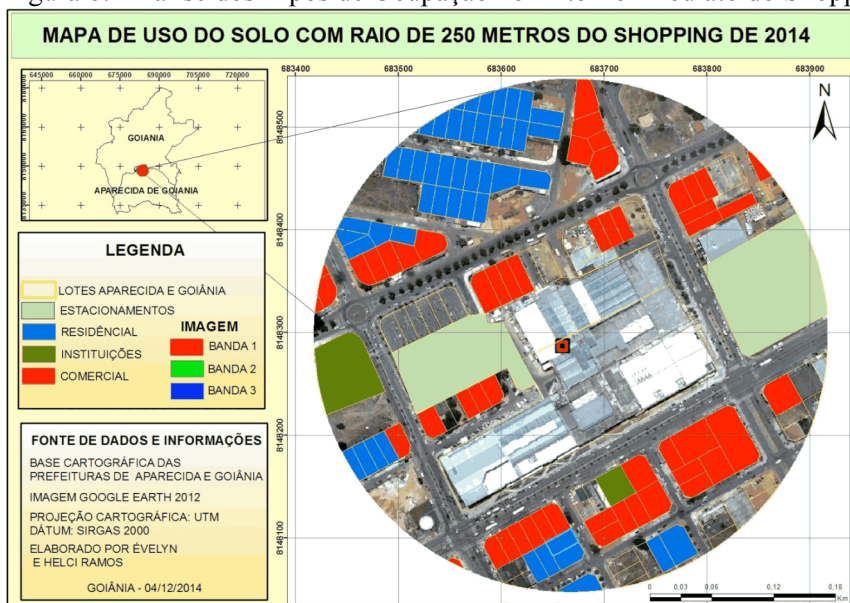 MAPA DE USO DO SOLO COM RAIO DE 250 METROS DO SHOPPING DE 2014
645000 660000 675000 690000 705000 720000
GOIANIA
APARECIDA DE GOIANIA
683400 683500 683600 683700 683800 683900
8148500
8148400
8148300
8148200
8148100
N
LEGENDA
LOTES APARECIDA E GOIÂNIA
ESTACIONAMENTOS
RESIDÊNCIAL
INSTITUIÇÕES
COMERCIAL
IMAGEM
BANDA 1
BANDA 2
BANDA 3
FONTE DE DADOS E INFORMAÇÕES
BASE CARTOGRÁFICA DAS
PREFEITURAS DE APARECIDA E GOIÂNIA
IMAGEM GOOGLE EARTH 2012
PROJEÇÃO CARTOGRÁFICA: UTM
DÁTUM: SIRGAS 2000
ELABORADO POR ÉVELYN
E HELCI RAMOS
GOIÂNIA - 04/12/2014
0 0,03 0,06 0,12 0,18
Km